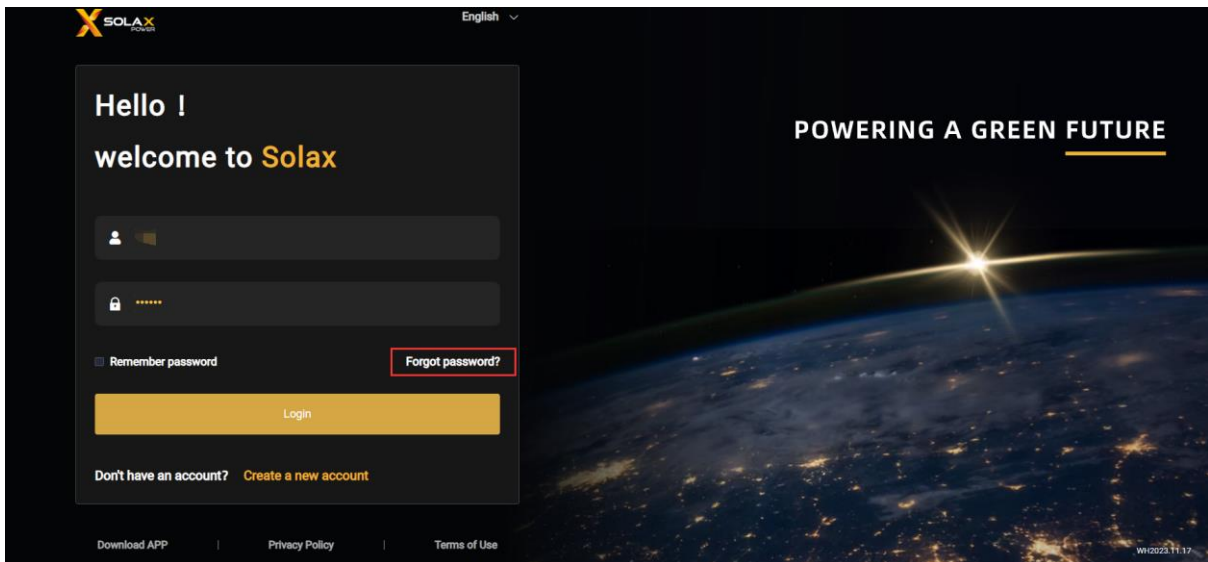 SOLAX
POWER
English
Hello !
welcome to Solax
Remember password
Forgot password?
Login
Don't have an account? Create a new account
Download APP | Privacy Policy | Terms of Use
POWERING A GREEN FUTURE
WH2023.11.17